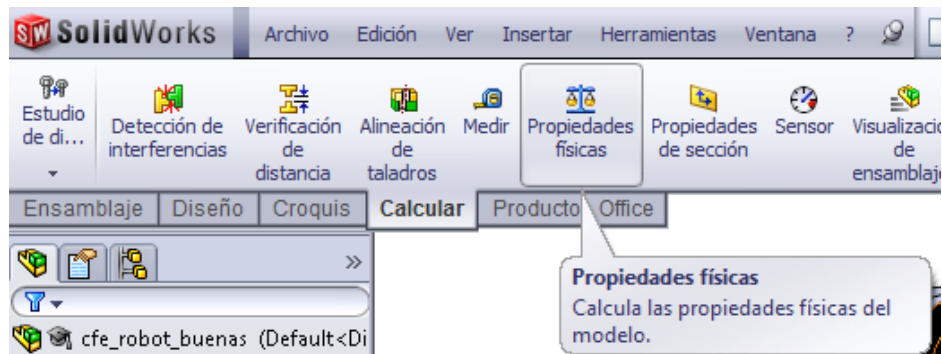 SolidWorks Archivo Edición Ver Insertar Herramientas Ventana ?
Estudio
de di...
Detección de
interferencias
Verificación
de
distancia
Alineación
de
taladros
Medir
Propiedades
físicas
Propiedades
de sección
Sensor
Visualizació
de
ensamblaje
Ensamblaje Diseño Croquis Calcular Producto Office
Propiedades físicas
Calcula las propiedades físicas del
modelo.
cfe_robot_buenas (Default<Di